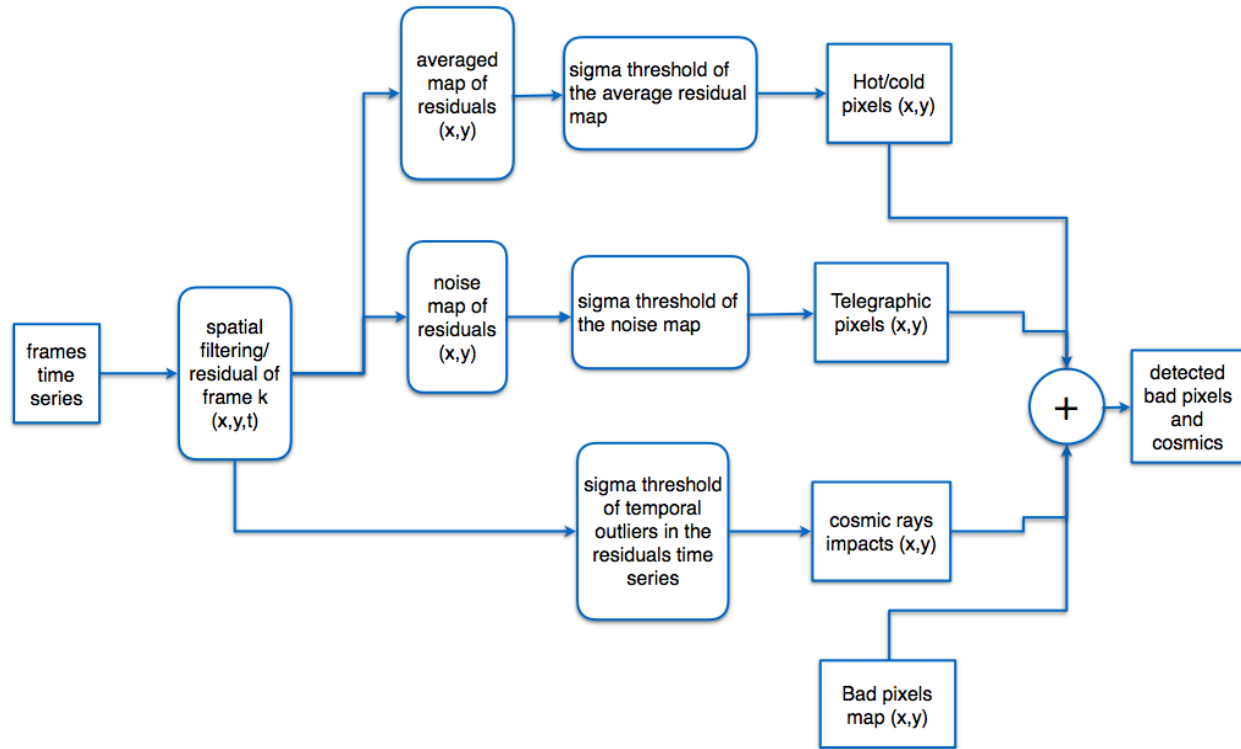 frames
time
series
spatial
filtering/
residual of
frame k
(x,y,t)
averaged
map of
residuals
(x,y)
sigma threshold of
the average residual
map
Hot/cold
pixels (x,y)
noise
map of
residuals
(x,y)
sigma threshold of
the noise map
Telegraphic
pixels (x,y)
sigma threshold
of temporal
outliers in the
residuals time
series
cosmic rays
impacts (x,y)
Bad pixels
map (x,y)
+
detected
bad pixels
and
cosmics